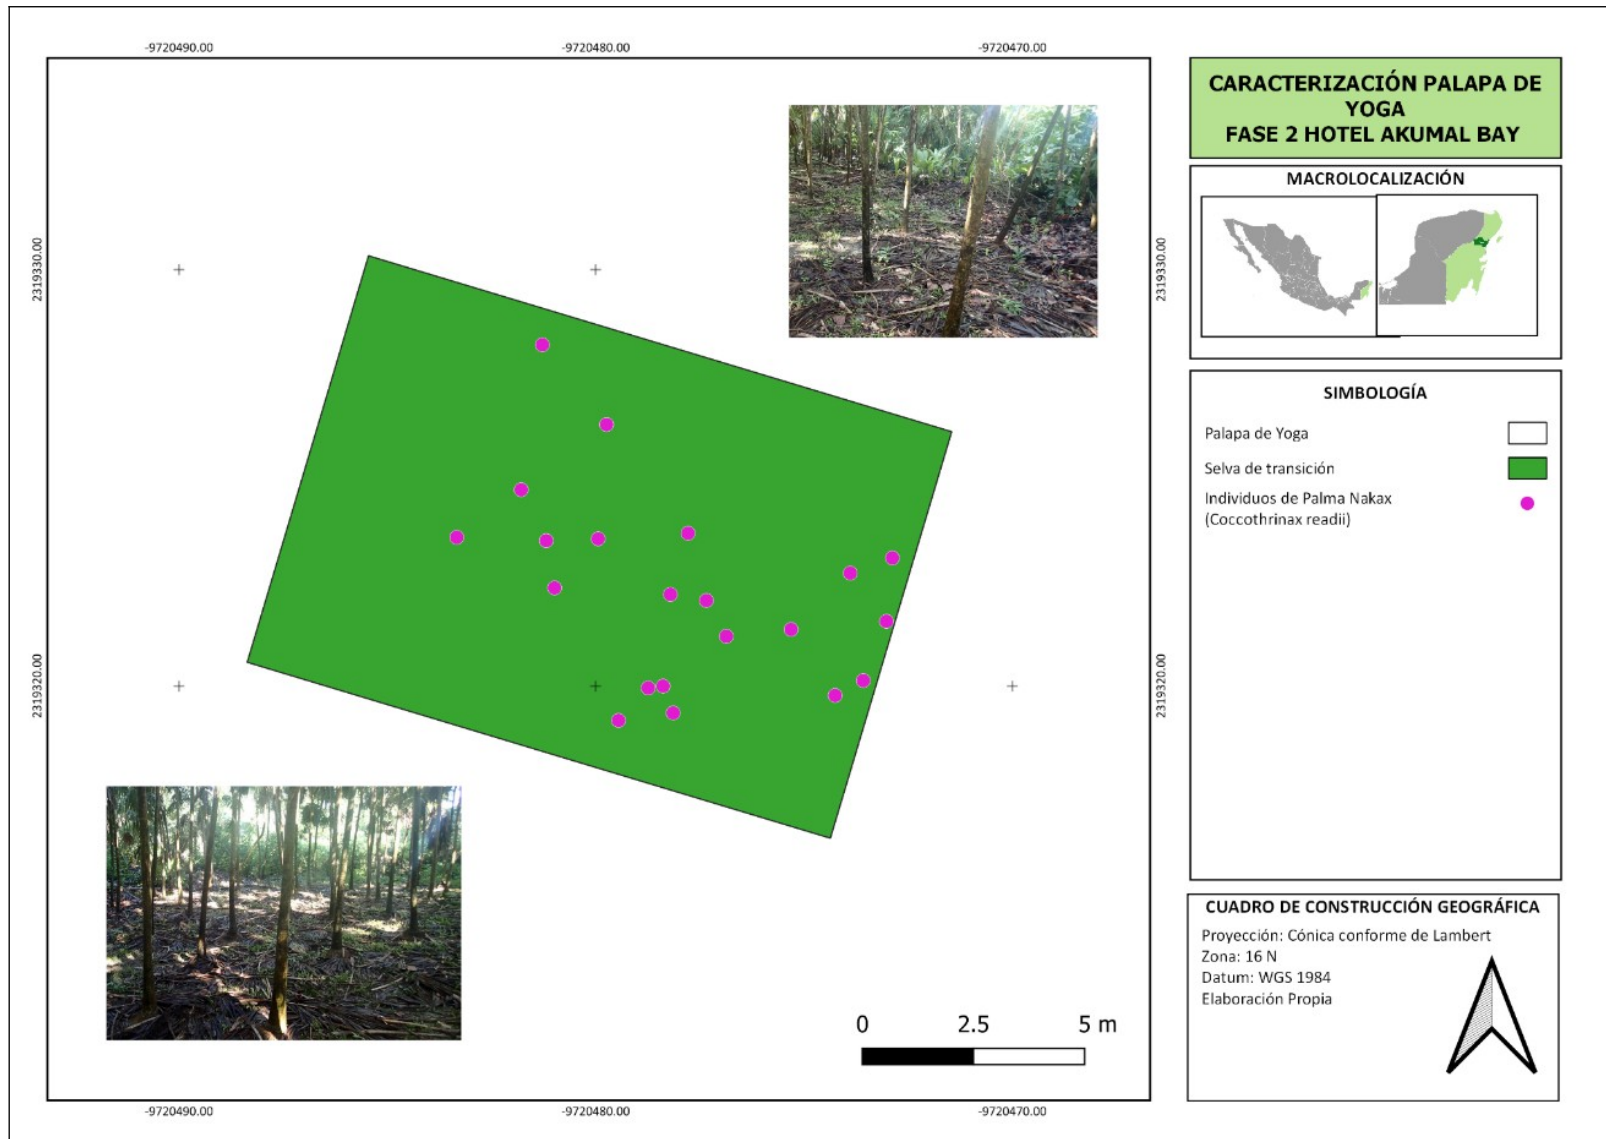 -9720490.00
-9720480.00
-9720470.00
2319330.00
2319330.00
2319320.00
2319320.00
0
2.5
5 m
-9720490.00
-9720480.00
-9720470.00
CARACTERIZACIÓN PALAPA DE
YOGA
FASE 2 HOTEL AKUMAL BAY
MACROLOCALIZACIÓN
SIMBOLOGÍA
Palapa de Yoga
Selva de transición
Individuos de Palma Nakax
(Coccothrinax readii)
CUADRO DE CONSTRUCCIÓN GEOGRÁFICA
Proyección: Cónica conforme de Lambert
Zona: 16 N
Datum: WGS 1984
Elaboración Propia